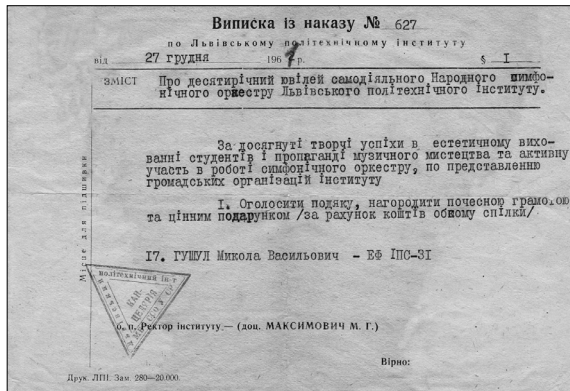 Виписка із наказу № 627
по Львівському політехнічному інституту
від 27 грудня 196 р. § I
ЗМІСТ Про десятирічний ювілей самодіяльного Народного симфо-
нічного оркестру Львівського політехнічного інституту.
За досягнуті творчі успіхи в естетичному вихо-
ванні студентів і пропаганді музичного мистецтва та активну
участь в роботі симфонічного оркестру, по представленню
громадських організацій інституту
I. Оголосити подяку, нагородити почесною грамотою
та цінним подарунком /за рахунок коштів обкому спілки/
Місце для підшивки
I7. ГУШУЛ Микола Васильович - ЕФ ІПС-3I
політехнічний ін-т
КАН-
ЦЕЛЯРІЯ
Ректор інституту — (доц. МАКСИМОВИЧ М. Г.)
Вірно:
Друк. ЛПІ. Зам. 280—20.000.